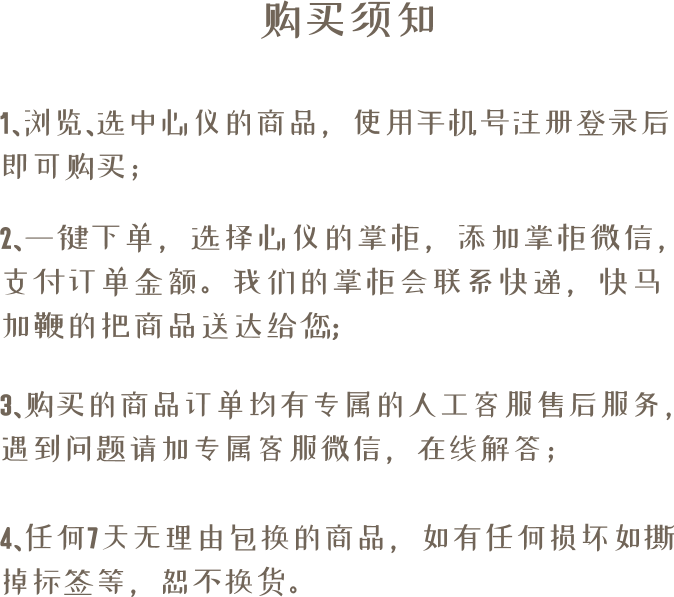 购买须知
1、浏览、选中心仪的商品，使用手机号注册登录后
即可购买；
2、一键下单，选择心仪的掌柜，添加掌柜微信，
支付订单金额。我们的掌柜会联系快递，快马
加鞭的把商品送达给您;
3、购买的商品订单均有专属的人工客服售后服务，
遇到问题请加专属客服微信，在线解答；
4、任何7天无理由包换的商品，如有任何损坏如撕
掉标签等，恕不换货。